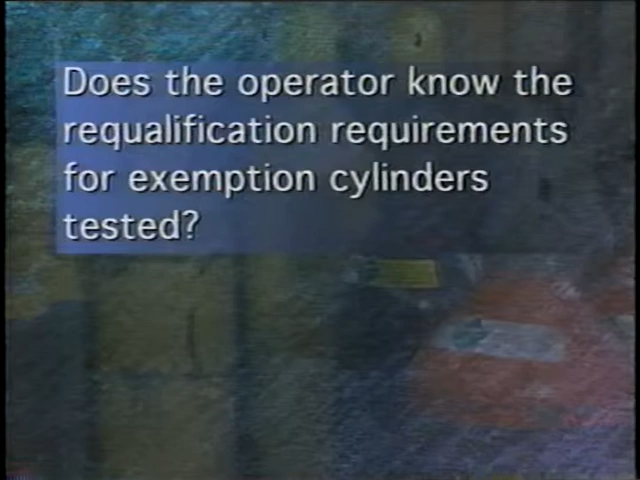 Does the operator know the
requalification requirements
for exemption cylinders
tested?